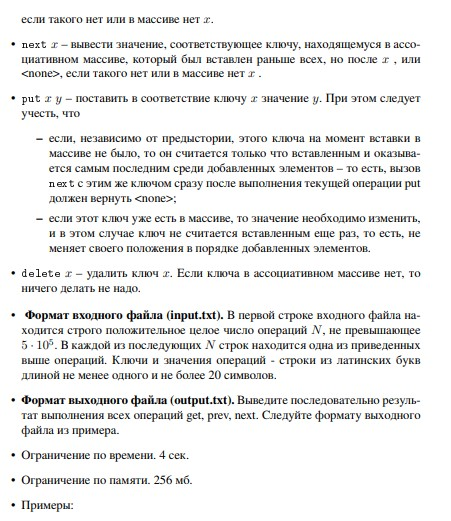 если такого нет или в массиве нет x.
• next x – вывести значение, соответствующее ключу, находящемуся в ассо-
циативном массиве, который был вставлен раньше всех, но после x , или
<none>, если такого нет или в массиве нет x .
• put x y – поставить в соответствие ключу x значение y. При этом следует
учесть, что
– если, независимо от предыстории, этого ключа на момент вставки в
массиве не было, то он считается только что вставленным и оказыва-
ется самым последним среди добавленных элементов – то есть, вызов
next с этим же ключом сразу после выполнения текущей операции put
должен вернуть <none>;
– если этот ключ уже есть в массиве, то значение необходимо изменить,
и в этом случае ключ не считается вставленным еще раз, то есть, не
меняет своего положения в порядке добавленных элементов.
• delete x – удалить ключ x. Если ключа в ассоциативном массиве нет, то
ничего делать не надо.
• Формат входного файла (input.txt). В первой строке входного файла на-
ходится строго положительное целое число операций N, не превышающее
5 · 10⁵. В каждой из последующих N строк находится одна из приведенных
выше операций. Ключи и значения операций - строки из латинских букв
длиной не менее одного и не более 20 символов.
• Формат выходного файла (output.txt). Выведите последовательно резуль-
тат выполнения всех операций get, prev, next. Следуйте формату выходного
файла из примера.
• Ограничение по времени. 4 сек.
• Ограничение по памяти. 256 мб.
• Примеры: